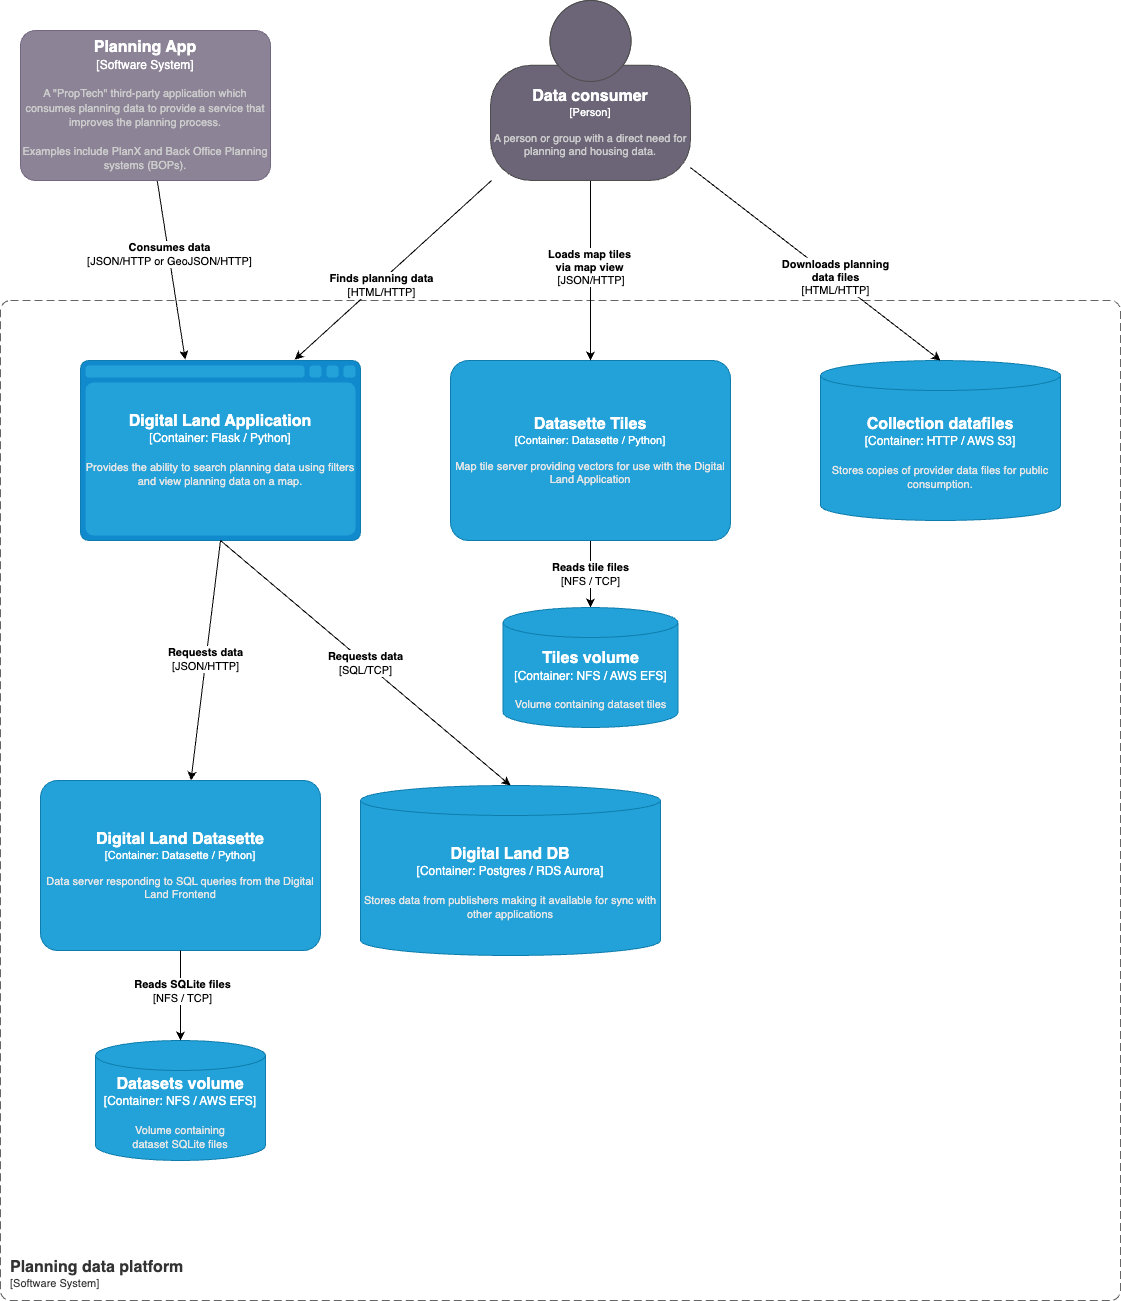 Planning App
[Software System]
A "PropTech" third-party application which
consumes planning data to provide a service that
improves the planning process.
Examples include PlanX and Back Office Planning
systems (BOPs).
Data consumer
[Person]
A person or group with a direct need for
planning and housing data.
Consumes data
[JSON/HTTP or GeoJSON/HTTP]
Finds planning data
[HTML/HTTP]
Loads map tiles
via map view
[JSON/HTTP]
Downloads planning
data files
[HTML/HTTP]
Digital Land Application
[Container: Flask / Python]
Provides the ability to search planning data using filters
and view planning data on a map.
Datasette Tiles
[Container: Datasette / Python]
Map tile server providing vectors for use with the Digital
Land Application
Collection datafiles
[Container: HTTP / AWS S3]
Stores copies of provider data files for public
consumption.
Reads tile files
[NFS / TCP]
Tiles volume
[Container: NFS / AWS EFS]
Volume containing dataset tiles
Requests data
[JSON/HTTP]
Requests data
[SQL/TCP]
Digital Land Datasette
[Container: Datasette / Python]
Data server responding to SQL queries from the Digital
Land Frontend
Digital Land DB
[Container: Postgres / RDS Aurora]
Stores data from publishers making it available for sync with
other applications
Reads SQLite files
[NFS / TCP]
Datasets volume
[Container: NFS / AWS EFS]
Volume containing
dataset SQLite files
Planning data platform
[Software System]